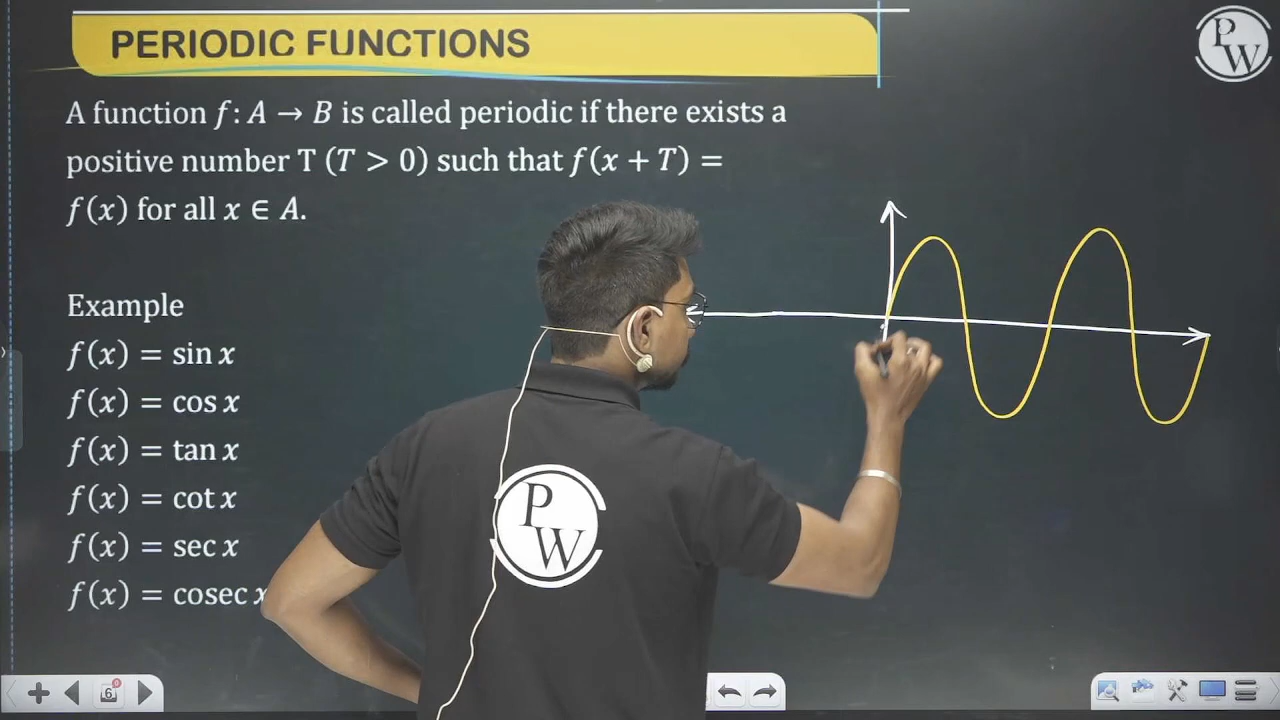 PERIODIC FUNCTIONS
PW
A function f: A → B is called periodic if there exists a
positive number T (T > 0) such that f(x + T) =
f(x) for all x ∈ A.
Example
f(x) = sin x
f(x) = cos x
f(x) = tan x
f(x) = cot x
f(x) = sec x
f(x) = cosec x
PW
6